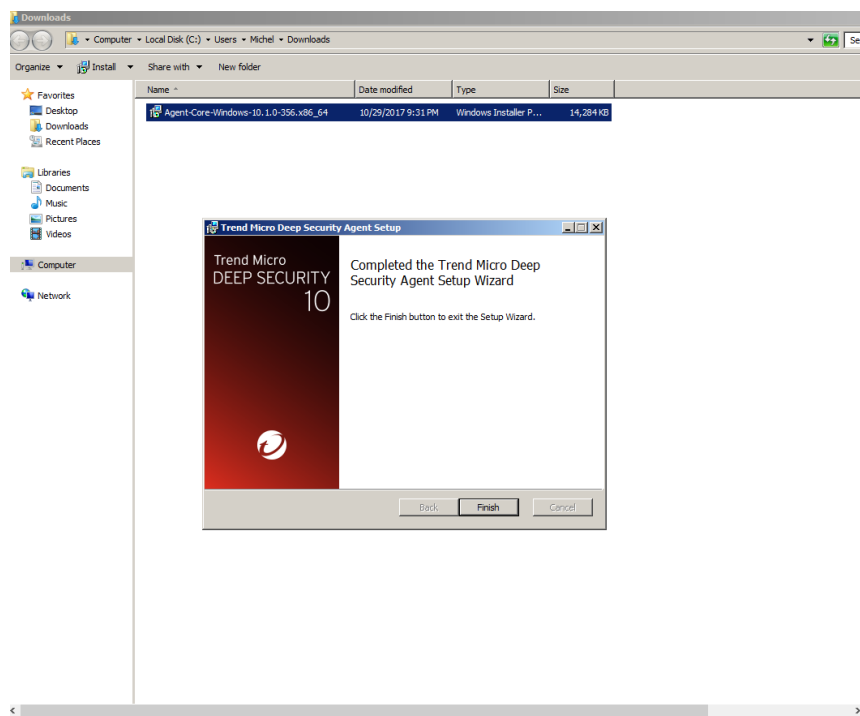 Downloads
Computer Local Disk (C:) Users Michel Downloads
Organize Install Share with New folder
Name Date modified Type Size
Favorites
Desktop
Downloads
Recent Places
Libraries
Documents
Music
Pictures
Videos
Computer
Network
Agent-Core-Windows-10.1.0-356.x86_64 10/29/2017 9:31 PM Windows Installer P... 14,284 KB
Trend Micro Deep Security Agent Setup
Trend Micro
DEEP SECURITY
10
Completed the Trend Micro Deep
Security Agent Setup Wizard
Click the Finish button to exit the Setup Wizard.
Back Finish Cancel